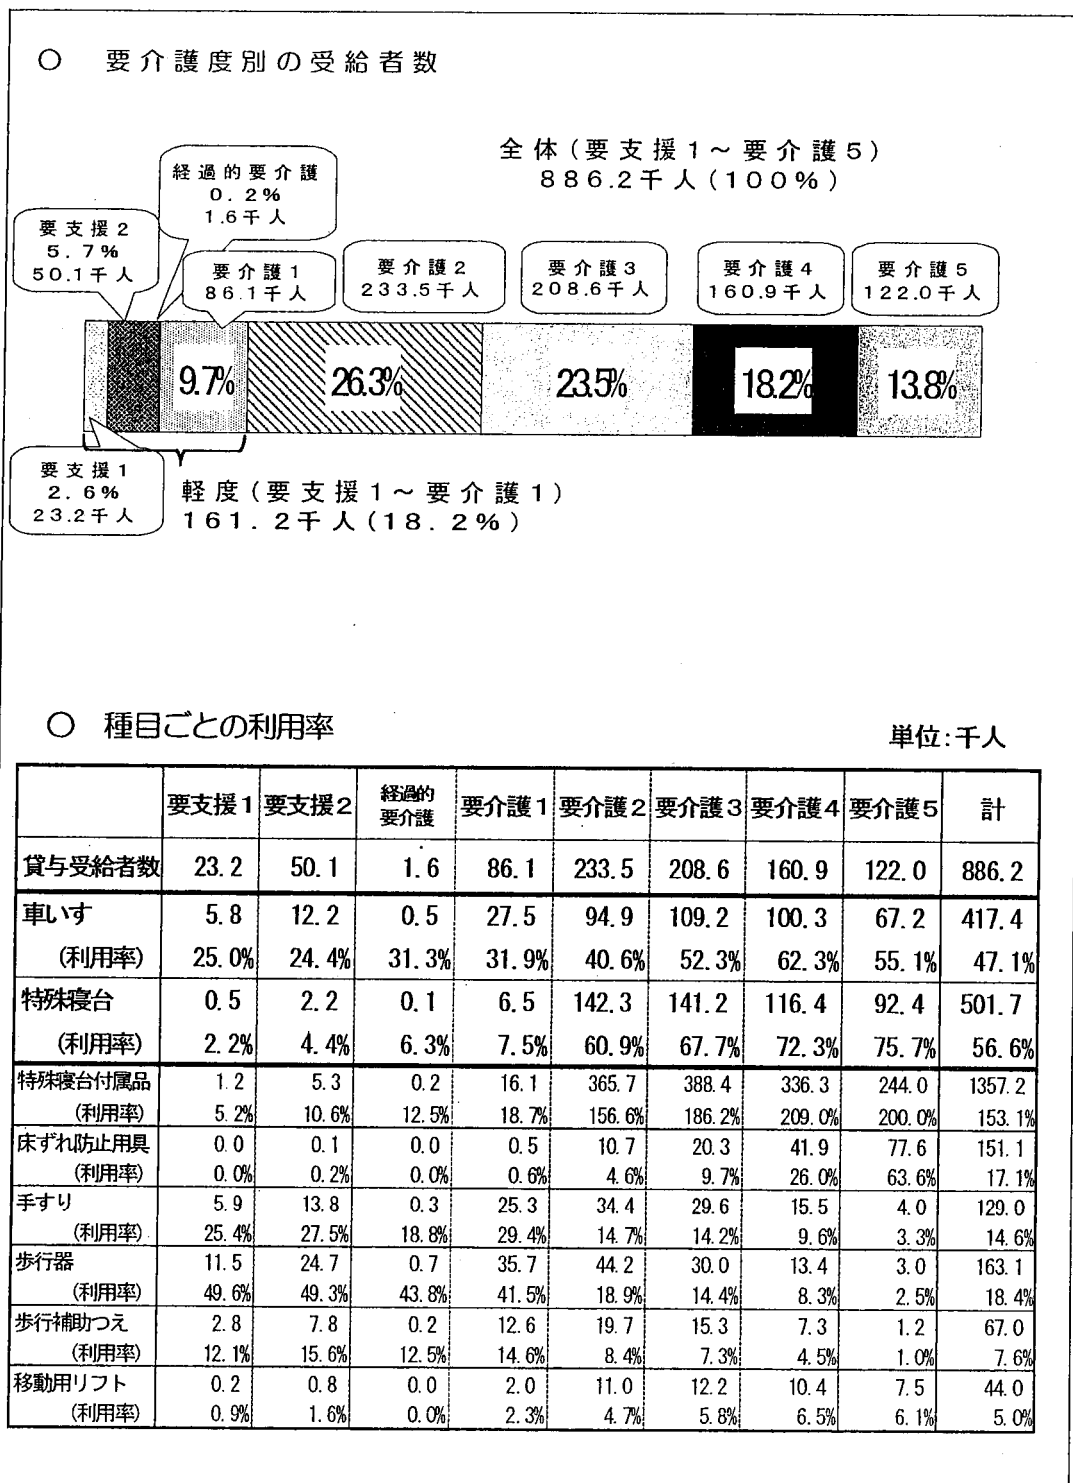 ○ 要介護度別の受給者数
全体(要支援1～要介護5)
886.2千人(100%)
経過的要介護
0.2%
1.6千人
要支援2
5.7%
50.1千人
要介護1
86.1千人
要介護2
233.5千人
要介護3
208.6千人
要介護4
160.9千人
要介護5
122.0千人
9.7% 26.3% 23.5% 18.2% 13.8%
要支援1
2.6%
23.2千人
軽度(要支援1～要介護1)
161.2千人(18.2%)
○ 種目ごとの利用率
単位:千人
要支援1 要支援2 経過的要介護 要介護1 要介護2 要介護3 要介護4 要介護5 計
貸与受給者数 23.2 50.1 1.6 86.1 233.5 208.6 160.9 122.0 886.2
車いす 5.8 12.2 0.5 27.5 94.9 109.2 100.3 67.2 417.4
(利用率) 25.0% 24.4% 31.3% 31.9% 40.6% 52.3% 62.3% 55.1% 47.1%
特殊寝台 0.5 2.2 0.1 6.5 142.3 141.2 116.4 92.4 501.7
(利用率) 2.2% 4.4% 6.3% 7.5% 60.9% 67.7% 72.3% 75.7% 56.6%
特殊寝台付属品 1.2 5.3 0.2 16.1 365.7 388.4 336.3 244.0 1357.2
(利用率) 5.2% 10.6% 12.5% 18.7% 156.6% 186.2% 209.0% 200.0% 153.1%
床ずれ防止用具 0.0 0.1 0.0 0.5 10.7 20.3 41.9 77.6 151.1
(利用率) 0.0% 0.2% 0.0% 0.6% 4.6% 9.7% 26.0% 63.6% 17.1%
手すり 5.9 13.8 0.3 25.3 34.4 29.6 15.5 4.0 129.0
(利用率) 25.4% 27.5% 18.8% 29.4% 14.7% 14.2% 9.6% 3.3% 14.6%
歩行器 11.5 24.7 0.7 35.7 44.2 30.0 13.4 3.0 163.1
(利用率) 49.6% 49.3% 43.8% 41.5% 18.9% 14.4% 8.3% 2.5% 18.4%
歩行補助つえ 2.8 7.8 0.2 12.6 19.7 15.3 7.3 1.2 67.0
(利用率) 12.1% 15.6% 12.5% 14.6% 8.4% 7.3% 4.5% 1.0% 7.6%
移動用リフト 0.2 0.8 0.0 2.0 11.0 12.2 10.4 7.5 44.0
(利用率) 0.9% 1.6% 0.0% 2.3% 4.7% 5.8% 6.5% 6.1% 5.0%